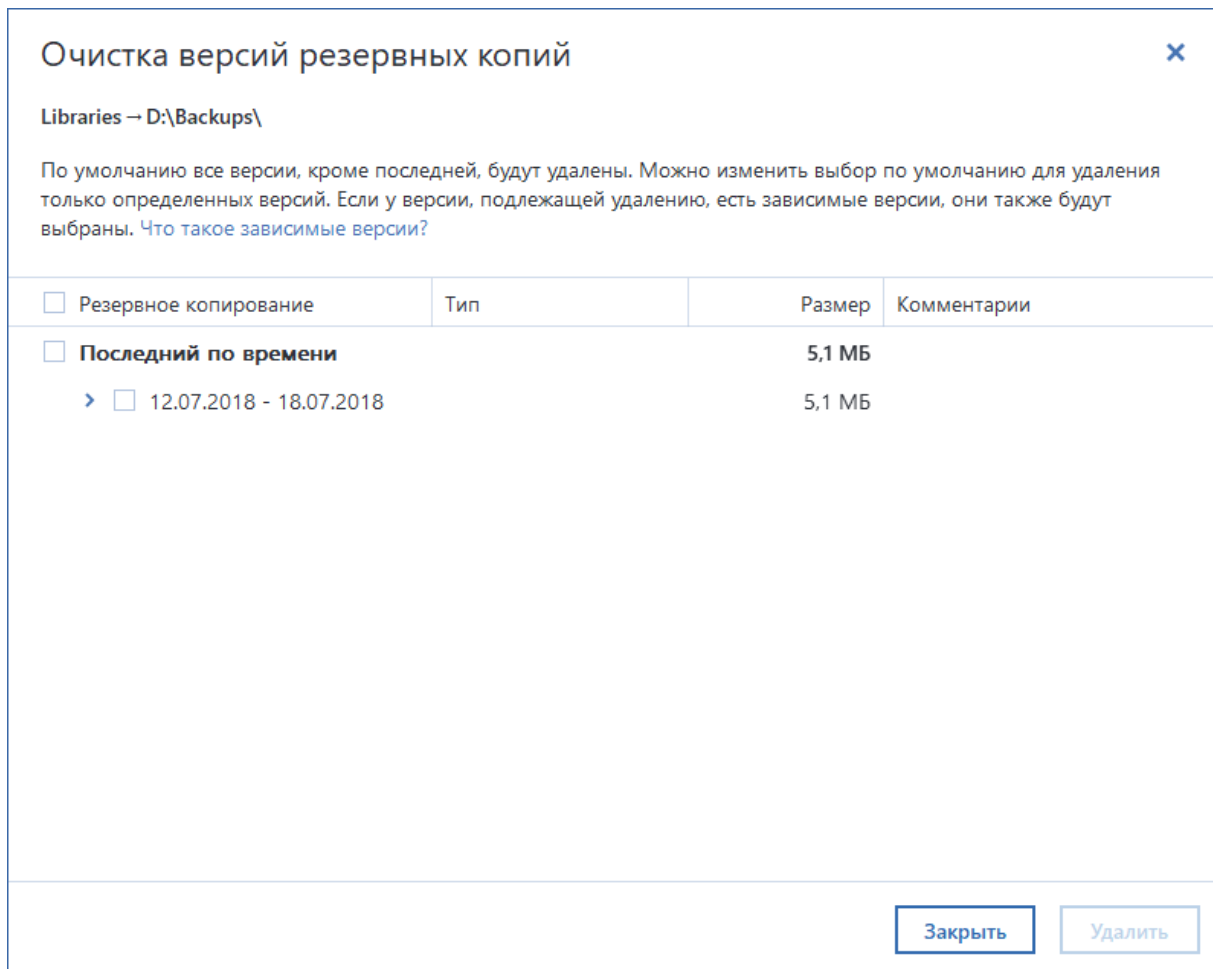 Очистка версий резервных копий
Libraries → D:\Backups\
По умолчанию все версии, кроме последней, будут удалены. Можно изменить выбор по умолчанию для удаления
только определенных версий. Если у версии, подлежащей удалению, есть зависимые версии, они также будут
выбраны. Что такое зависимые версии?
Резервное копирование Тип Размер Комментарии
Последний по времени 5,1 МБ
12.07.2018 - 18.07.2018 5,1 МБ
Закрыть Удалить